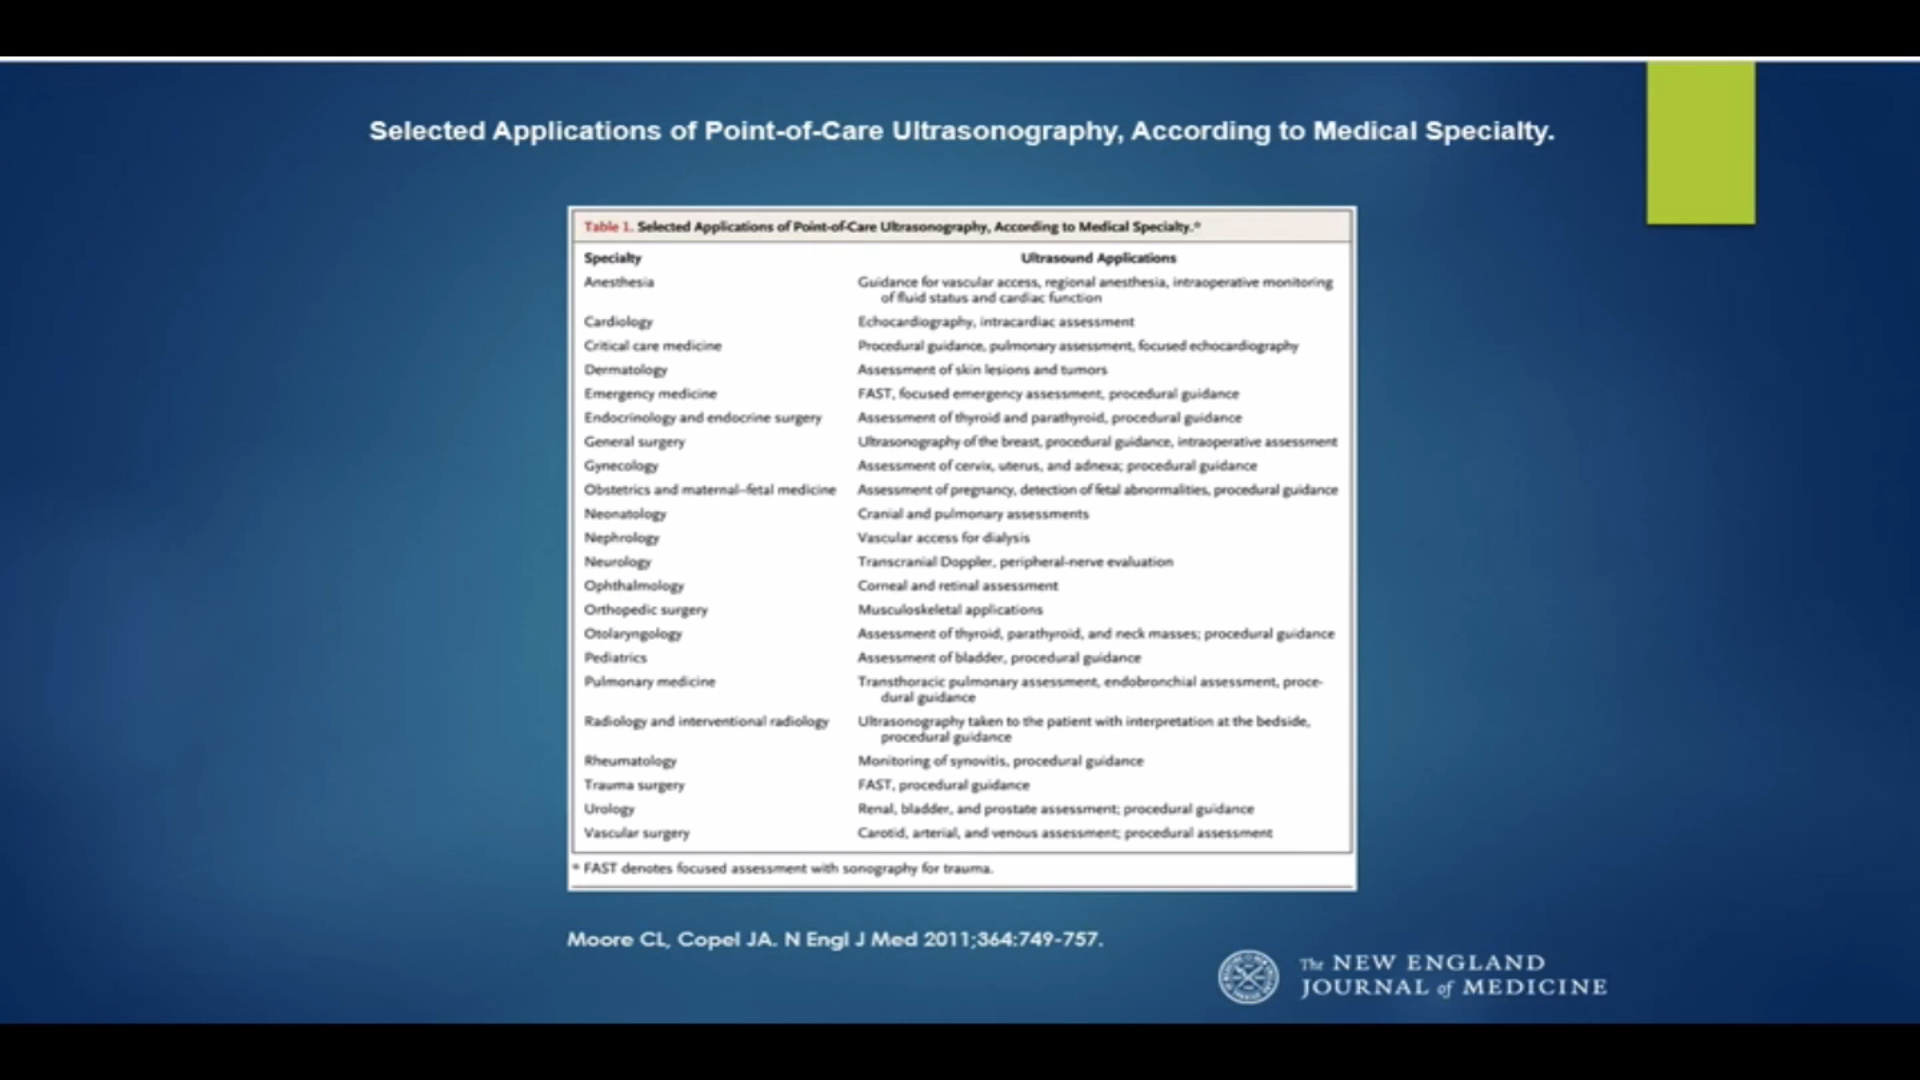 Selected Applications of Point-of-Care Ultrasonography, According to Medical Specialty.
Table 1. Selected Applications of Point-of-Care Ultrasonography, According to Medical Specialty.*
Specialty Ultrasound Applications
Anesthesia Guidance for vascular access, regional anesthesia, intraoperative monitoring
of fluid status and cardiac function
Cardiology Echocardiography, intracardiac assessment
Critical care medicine Procedural guidance, pulmonary assessment, focused echocardiography
Dermatology Assessment of skin lesions and tumors
Emergency medicine FAST, focused emergency assessment, procedural guidance
Endocrinology and endocrine surgery Assessment of thyroid and parathyroid, procedural guidance
General surgery Ultrasonography of the breast, procedural guidance, intraoperative assessment
Gynecology Assessment of cervix, uterus, and adnexa; procedural guidance
Obstetrics and maternal–fetal medicine Assessment of pregnancy, detection of fetal abnormalities, procedural guidance
Neonatology Cranial and pulmonary assessments
Nephrology Vascular access for dialysis
Neurology Transcranial Doppler, peripheral-nerve evaluation
Ophthalmology Corneal and retinal assessment
Orthopedic surgery Musculoskeletal applications
Otolaryngology Assessment of thyroid, parathyroid, and neck masses; procedural guidance
Pediatrics Assessment of bladder, procedural guidance
Pulmonary medicine Transthoracic pulmonary assessment, endobronchial assessment, proce-
dural guidance
Radiology and interventional radiology Ultrasonography taken to the patient with interpretation at the bedside,
procedural guidance
Rheumatology Monitoring of synovitis, procedural guidance
Trauma surgery FAST, procedural guidance
Urology Renal, bladder, and prostate assessment; procedural guidance
Vascular surgery Carotid, arterial, and venous assessment; procedural assessment
* FAST denotes focused assessment with sonography for trauma.
Moore CL, Copel JA. N Engl J Med 2011;364:749-757.
The NEW ENGLAND
JOURNAL of MEDICINE